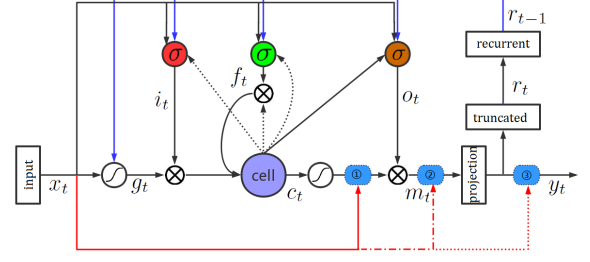 r_{t-1}
recurrent
σ
σ
σ
f_t
r_t
i_t
o_t
truncated
input
x_t
g_t
cell
c_t
①
②
m_t
projection
③
y_t